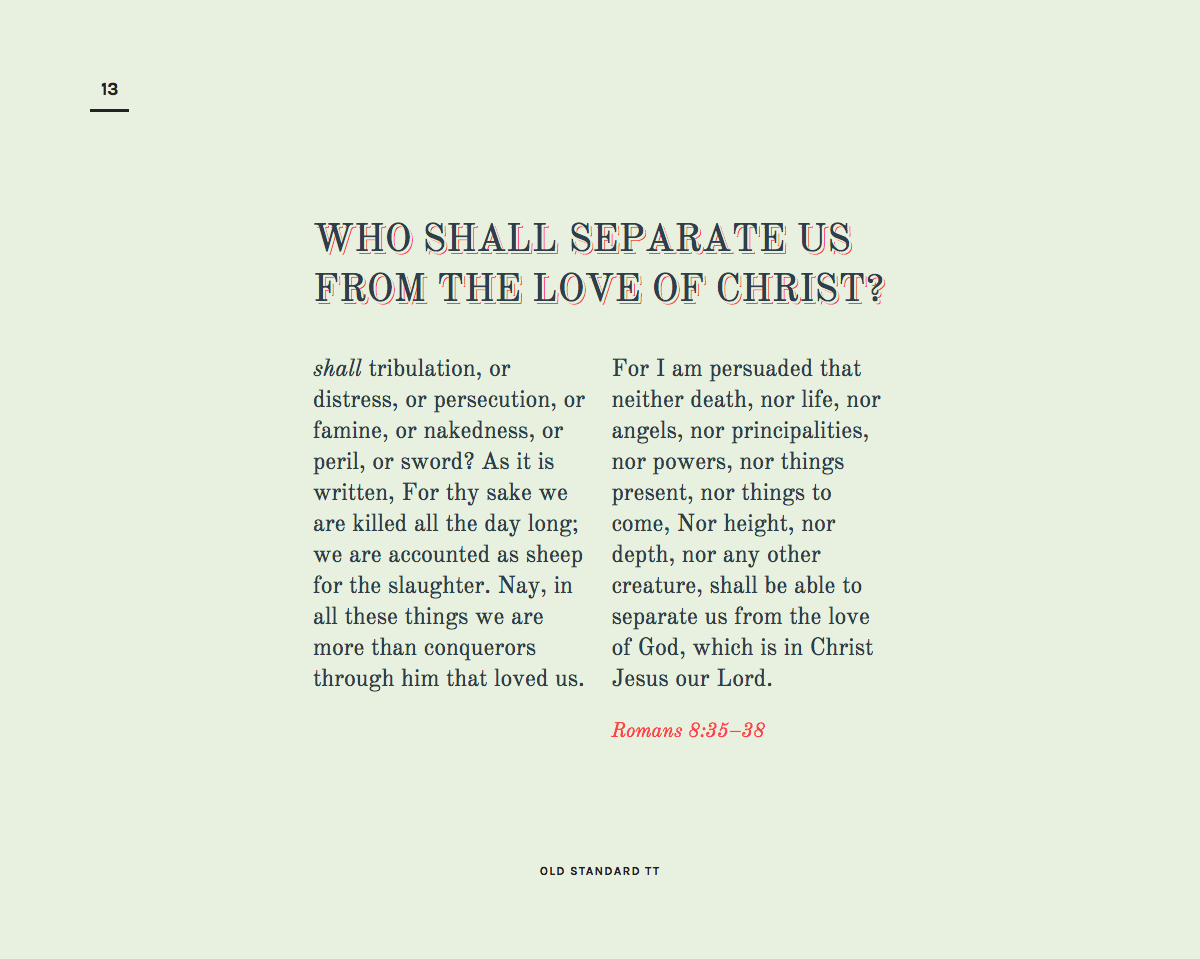 13
WHO SHALL SEPARATE US
FROM THE LOVE OF CHRIST?
shall tribulation, or
distress, or persecution, or
famine, or nakedness, or
peril, or sword? As it is
written, For thy sake we
are killed all the day long;
we are accounted as sheep
for the slaughter. Nay, in
all these things we are
more than conquerors
through him that loved us.
For I am persuaded that
neither death, nor life, nor
angels, nor principalities,
nor powers, nor things
present, nor things to
come, Nor height, nor
depth, nor any other
creature, shall be able to
separate us from the love
of God, which is in Christ
Jesus our Lord.
Romans 8:35–38
OLD STANDARD TT